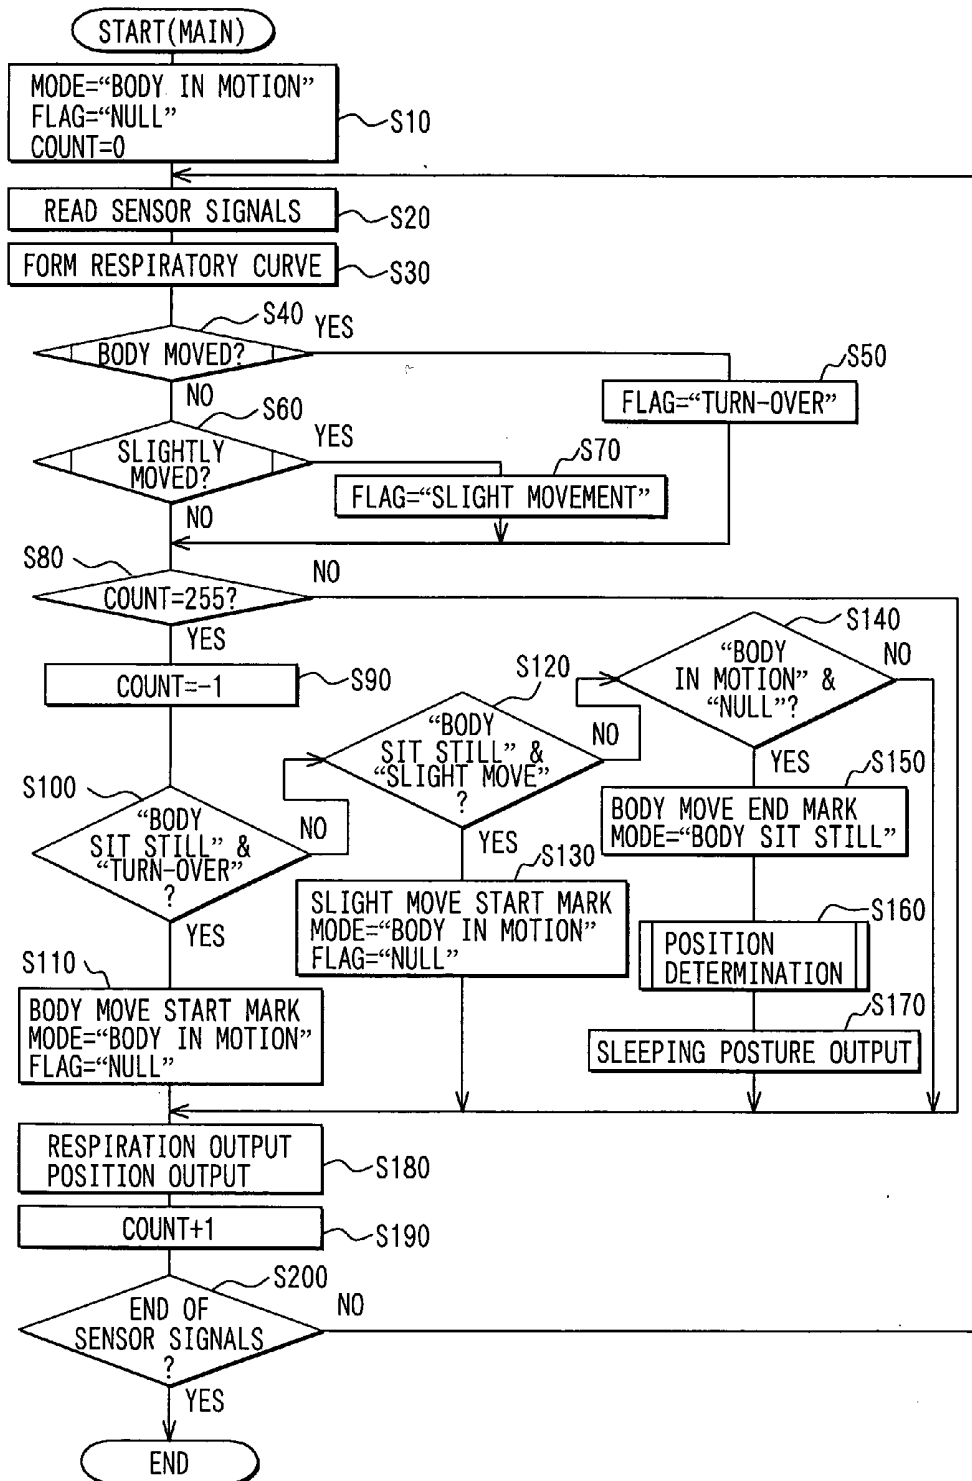 START(MAIN)
MODE=“BODY IN MOTION”
FLAG=“NULL”
COUNT=0
S10
READ SENSOR SIGNALS
S20
FORM RESPIRATORY CURVE
S30
S40
BODY MOVED?
YES
NO
S50
FLAG=“TURN-OVER”
S60
SLIGHTLY
MOVED?
YES
NO
S70
FLAG=“SLIGHT MOVEMENT”
S80
COUNT=255?
NO
YES
COUNT=-1
S90
S100
“BODY
SIT STILL” &
“TURN-OVER”
?
NO
YES
S110
BODY MOVE START MARK
MODE=“BODY IN MOTION”
FLAG=“NULL”
S120
“BODY
SIT STILL” &
“SLIGHT MOVE”
?
NO
YES
S130
SLIGHT MOVE START MARK
MODE=“BODY IN MOTION”
FLAG=“NULL”
S140
“BODY
IN MOTION” &
“NULL”?
NO
YES
S150
BODY MOVE END MARK
MODE=“BODY SIT STILL”
S160
POSITION
DETERMINATION
S170
SLEEPING POSTURE OUTPUT
RESPIRATION OUTPUT
POSITION OUTPUT
S180
COUNT+1
S190
S200
END OF
SENSOR SIGNALS
?
NO
YES
END